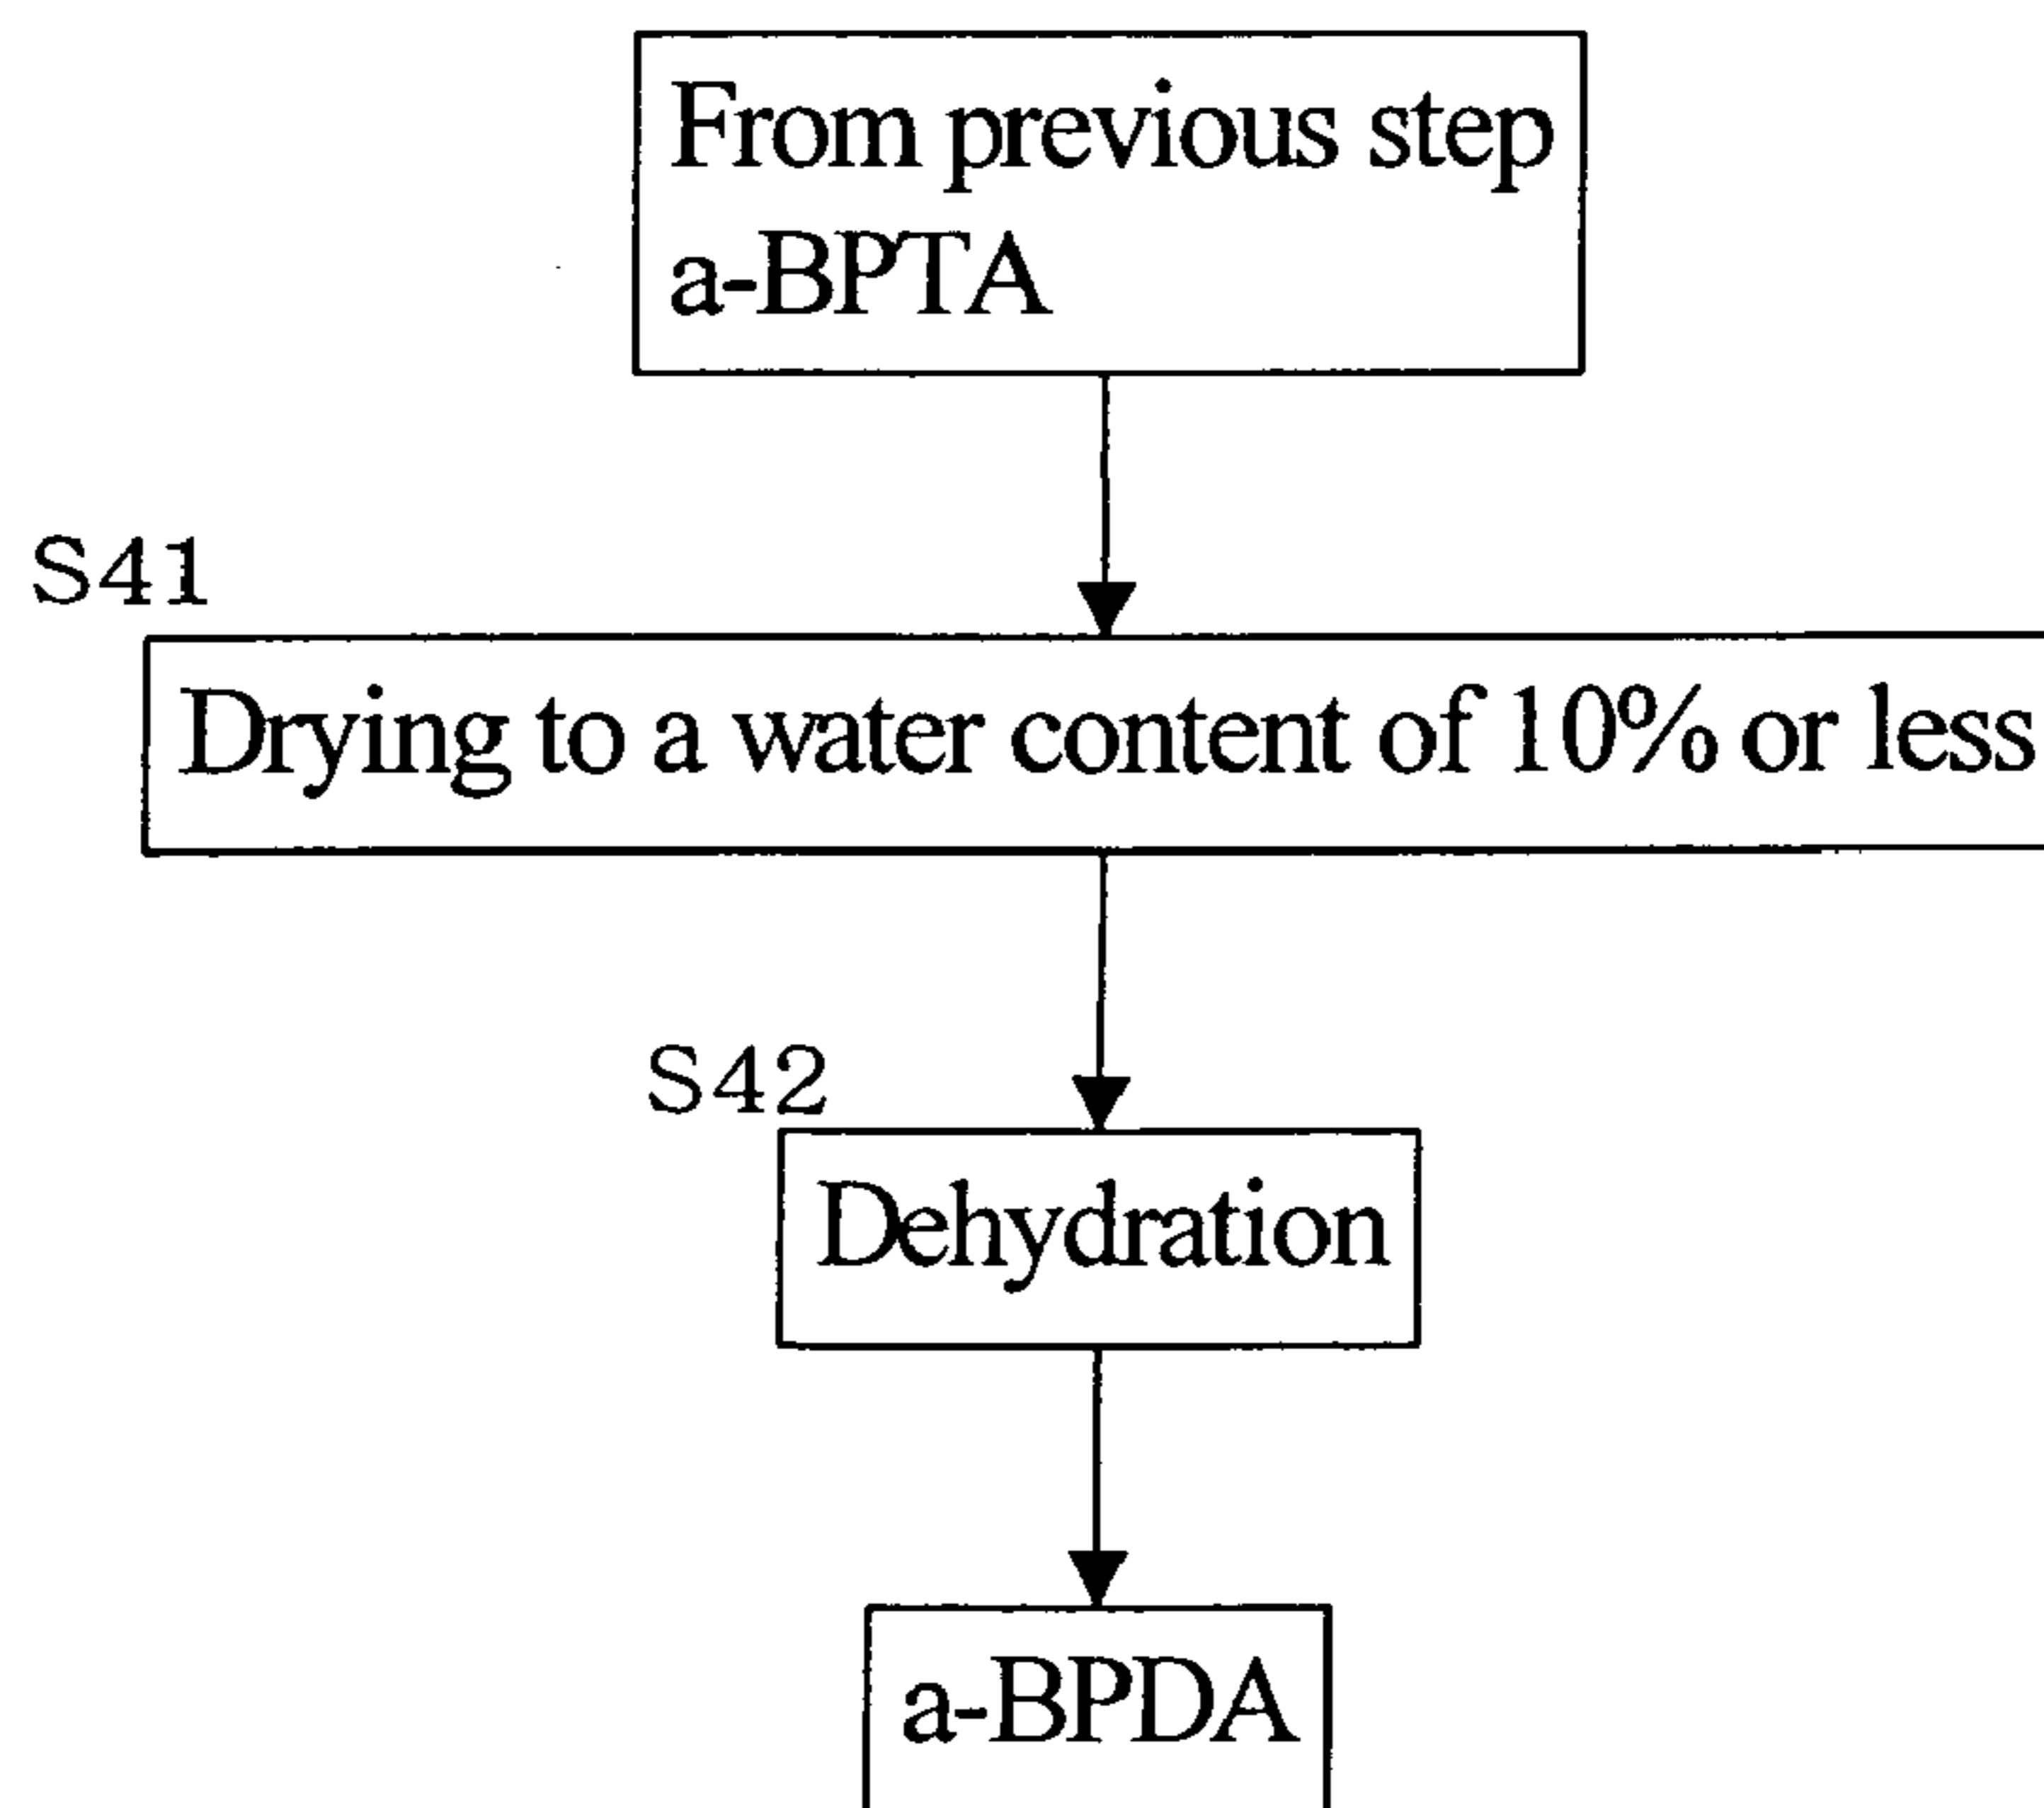 From previous step
a-BPTA
S41
Drying to a water content of 10% or less
S42
Dehydration
a-BPDA